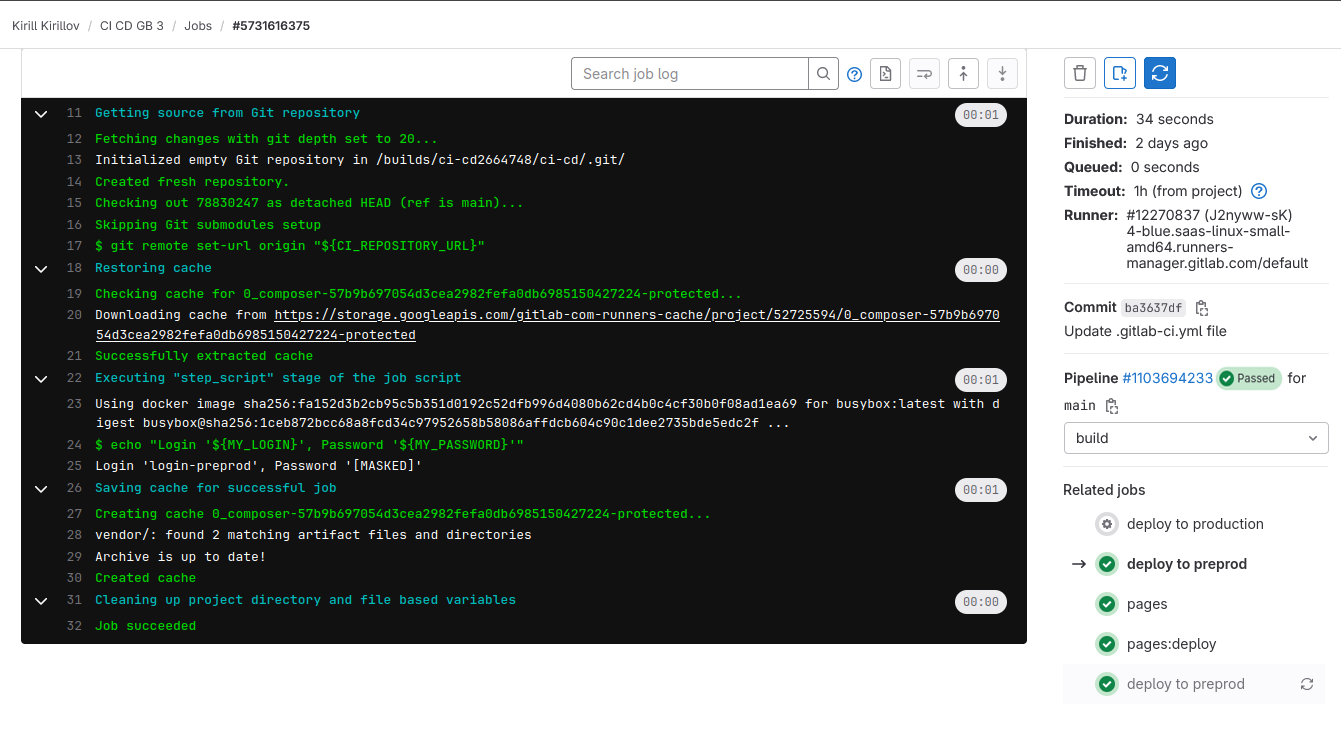 Kirill Kirillov / CI CD GB 3 / Jobs / #5731616375
Search job log
11 Getting source from Git repository 00:01
12 Fetching changes with git depth set to 20...
13 Initialized empty Git repository in /builds/ci-cd2664748/ci-cd/.git/
14 Created fresh repository.
15 Checking out 78830247 as detached HEAD (ref is main)...
16 Skipping Git submodules setup
17 $ git remote set-url origin "${CI_REPOSITORY_URL}"
18 Restoring cache 00:00
19 Checking cache for 0_composer-57b9b697054d3cea2982fefa0db6985150427224-protected...
20 Downloading cache from https://storage.googleapis.com/gitlab-com-runners-cache/project/52725594/0_composer-57b9b6970
54d3cea2982fefa0db6985150427224-protected
21 Successfully extracted cache
22 Executing "step_script" stage of the job script 00:01
23 Using docker image sha256:fa152d3b2cb95c5b351d0192c52dfb996d4080b62cd4b0c4cf30b0f08ad1ea69 for busybox:latest with d
igest busybox@sha256:1ceb872bcc68a8fcd34c97952658b58086affdcb604c90c1dee2735bde5edc2f ...
24 $ echo "Login '${MY_LOGIN}', Password '${MY_PASSWORD}'"
25 Login 'login-preprod', Password '[MASKED]'
26 Saving cache for successful job 00:01
27 Creating cache 0_composer-57b9b697054d3cea2982fefa0db6985150427224-protected...
28 vendor/: found 2 matching artifact files and directories
29 Archive is up to date!
30 Created cache
31 Cleaning up project directory and file based variables 00:00
32 Job succeeded
Duration: 34 seconds
Finished: 2 days ago
Queued: 0 seconds
Timeout: 1h (from project)
Runner: #12270837 (J2nyww-sK)
4-blue.saas-linux-small-
amd64.runners-
manager.gitlab.com/default
Commit ba3637df
Update .gitlab-ci.yml file
Pipeline #1103694233 Passed for
main
build
Related jobs
deploy to production
→ deploy to preprod
pages
pages:deploy
deploy to preprod